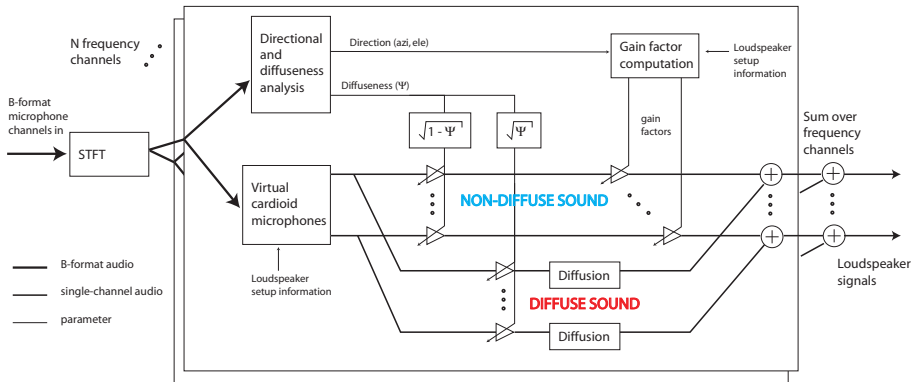 N frequency
channels
B-format
microphone
channels in
STFT
Directional
and
diffuseness
analysis
Direction (azi, ele)
Diffuseness (Ψ)
Gain factor
computation
Loudspeaker
setup
information
√1 - Ψ
√Ψ
gain
factors
Sum over
frequency
channels
Virtual
cardioid
microphones
NON-DIFFUSE SOUND
Loudspeaker
setup information
Diffusion
DIFFUSE SOUND
Diffusion
Loudspeaker
signals
B-format audio
single-channel audio
parameter